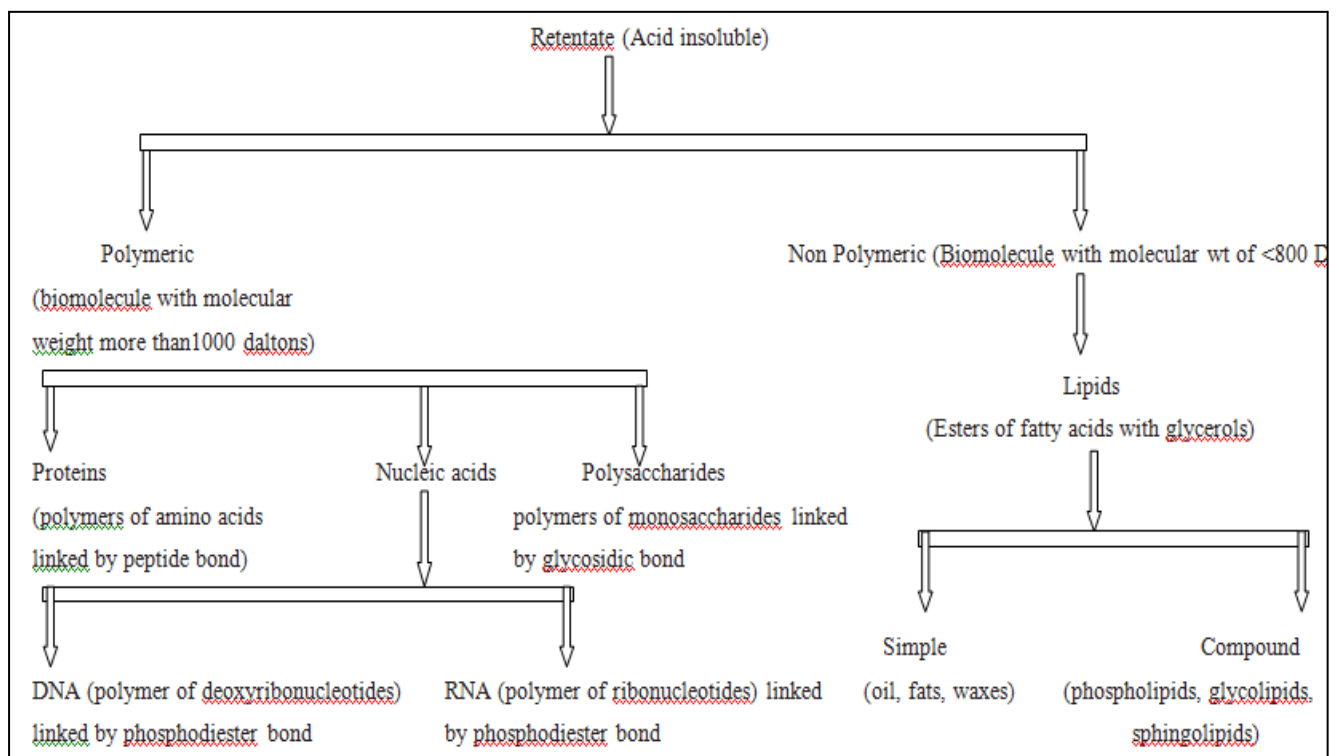 Retentate (Acid insoluble)
Polymeric
(biomolecule with molecular
weight more than1000 daltons)
Non Polymeric (Biomolecule with molecular wt of <800 D
Lipids
(Esters of fatty acids with glycerols)
Proteins
(polymers of amino acids
linked by peptide bond)
Nucleic acids
Polysaccharides
polymers of monosaccharides linked
by glycosidic bond
DNA (polymer of deoxyribonucleotides)
linked by phosphodiester bond
RNA (polymer of ribonucleotides) linked
by phosphodiester bond
Simple
(oil, fats, waxes)
Compound
(phospholipids, glycolipids,
sphingolipids)